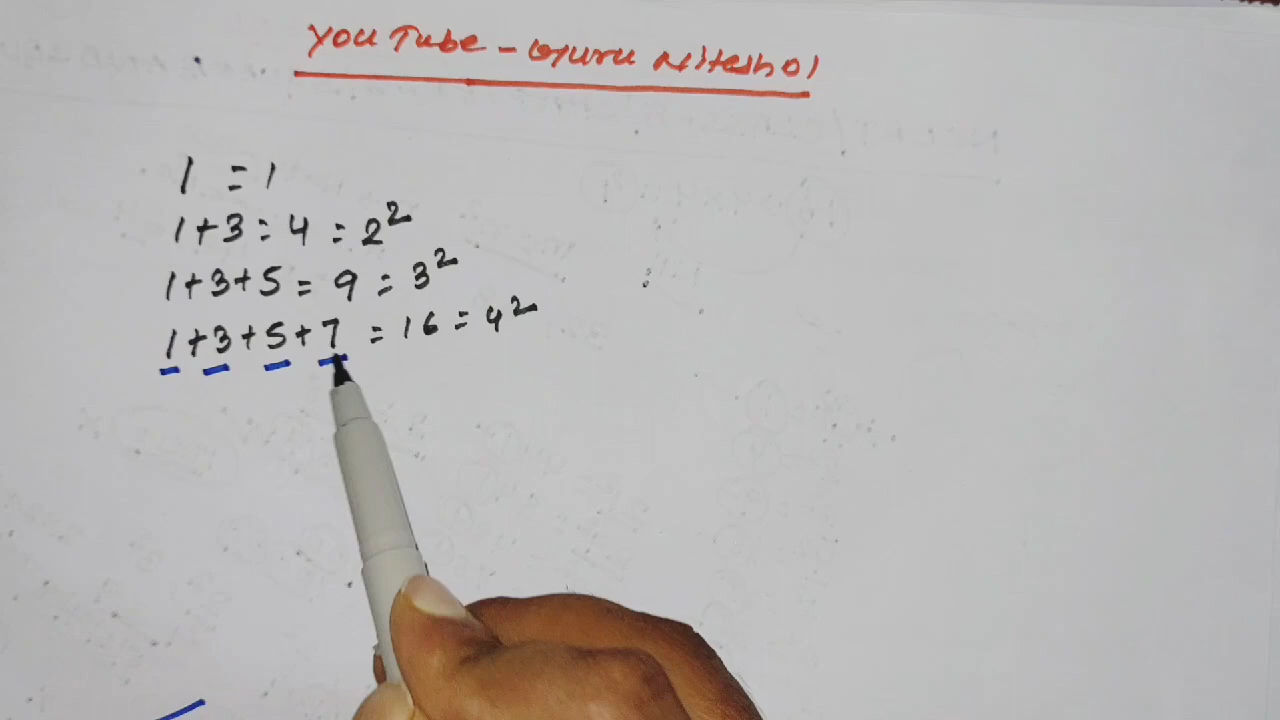 YouTube - Guru Nitesh01
1 = 1
1+3 = 4 = 2²
1+3+5 = 9 = 3²
1+3+5+7 = 16 = 4²